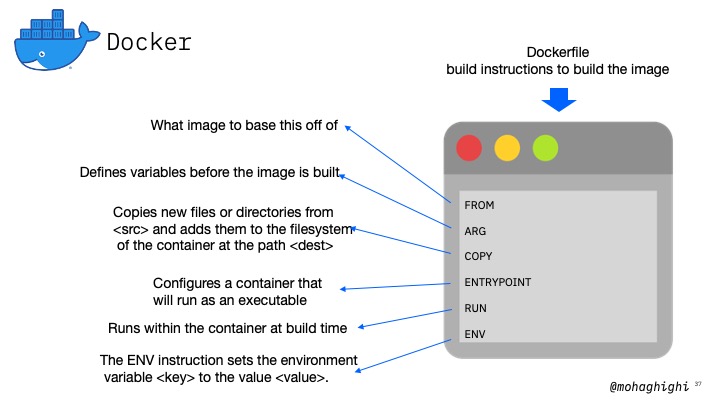 Docker
Dockerfile
build instructions to build the image
What image to base this off of
Defines variables before the image is built
Copies new files or directories from
<src> and adds them to the filesystem
of the container at the path <dest>
Configures a container that
will run as an executable
Runs within the container at build time
The ENV instruction sets the environment
variable <key> to the value <value>.
FROM
ARG
COPY
ENTRYPOINT
RUN
ENV
@mohaghighi 37